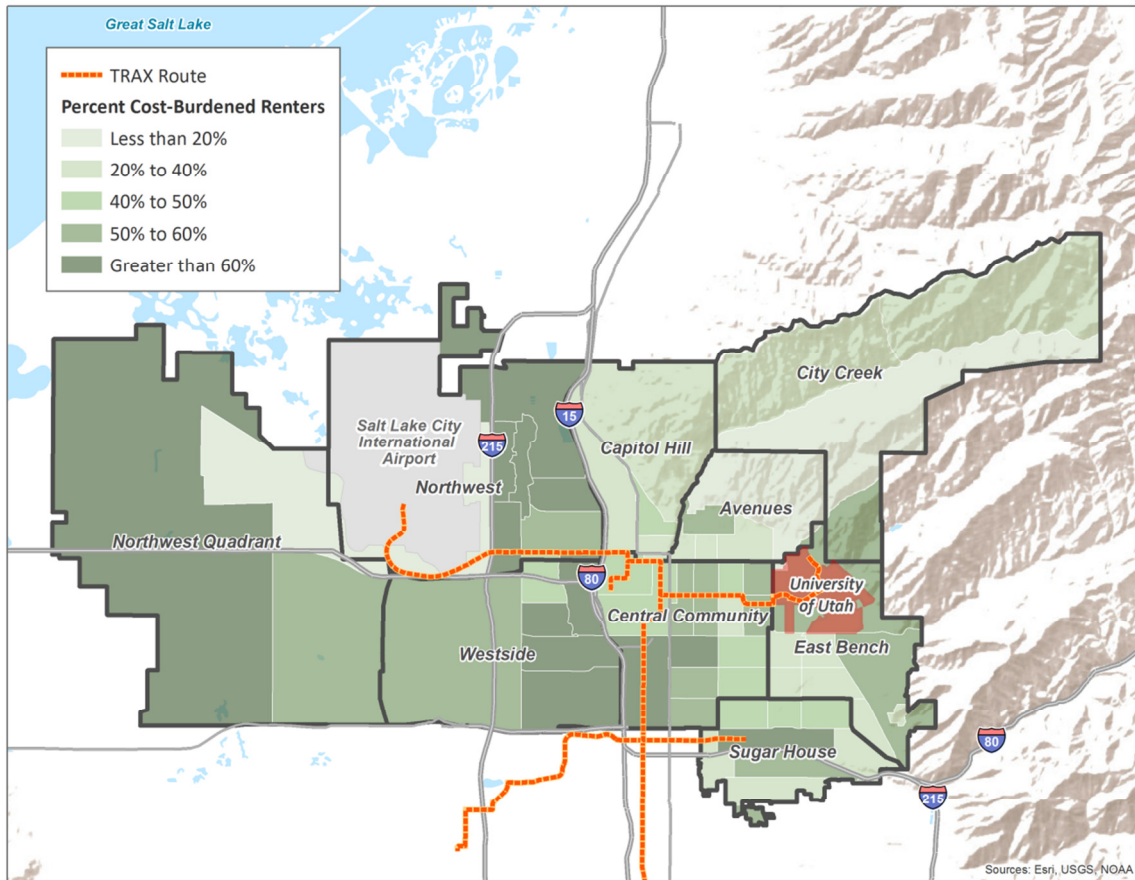 Great Salt Lake
TRAX Route
Percent Cost-Burdened Renters
Less than 20%
20% to 40%
40% to 50%
50% to 60%
Greater than 60%
City Creek
15
Salt Lake City
International
Airport
215
Capitol Hill
Northwest
Avenues
Northwest Quadrant
80
University
of Utah
Central Community
East Bench
Westside
Sugar House
80
215
Sources: Esri, USGS, NOAA